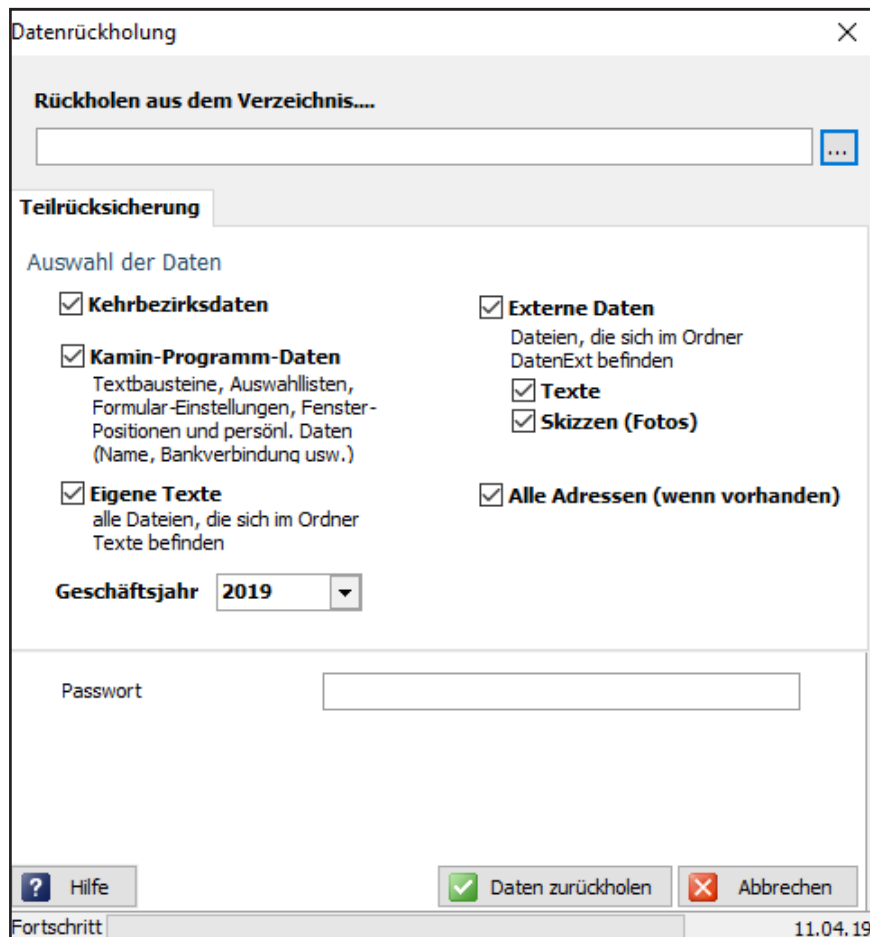 Datenrückholung
Rückholen aus dem Verzeichnis....
...
Teilrücksicherung
Auswahl der Daten
Kehrbezirksdaten
Kamin-Programm-Daten
Textbausteine, Auswahllisten,
Formular-Einstellungen, Fenster-
Positionen und persönl. Daten
(Name, Bankverbindung usw.)
Eigene Texte
alle Dateien, die sich im Ordner
Texte befinden
Externe Daten
Dateien, die sich im Ordner
DatenExt befinden
Texte
Skizzen (Fotos)
Alle Adressen (wenn vorhanden)
Geschäftsjahr 2019
Passwort
? Hilfe
Daten zurückholen
Abbrechen
Fortschritt
11.04.19